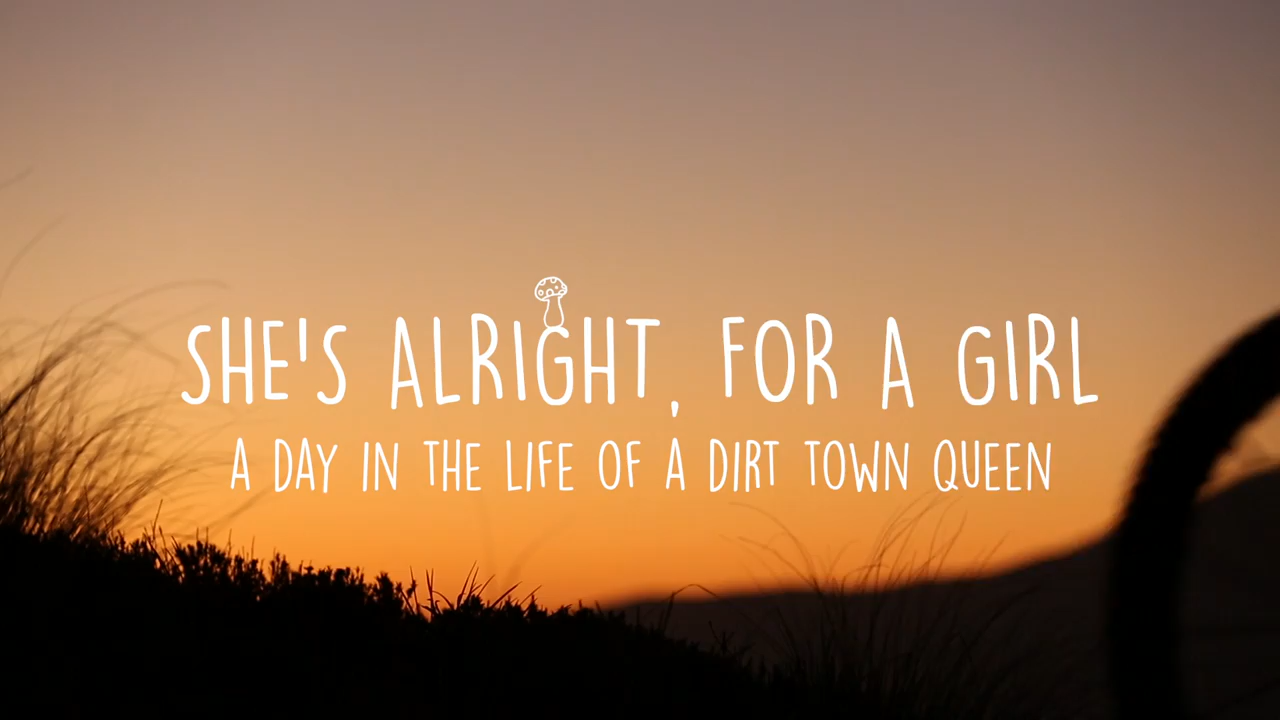 SHE'S ALRIGHT, FOR A GIRL
A DAY IN THE LIFE OF A DIRT TOWN QUEEN